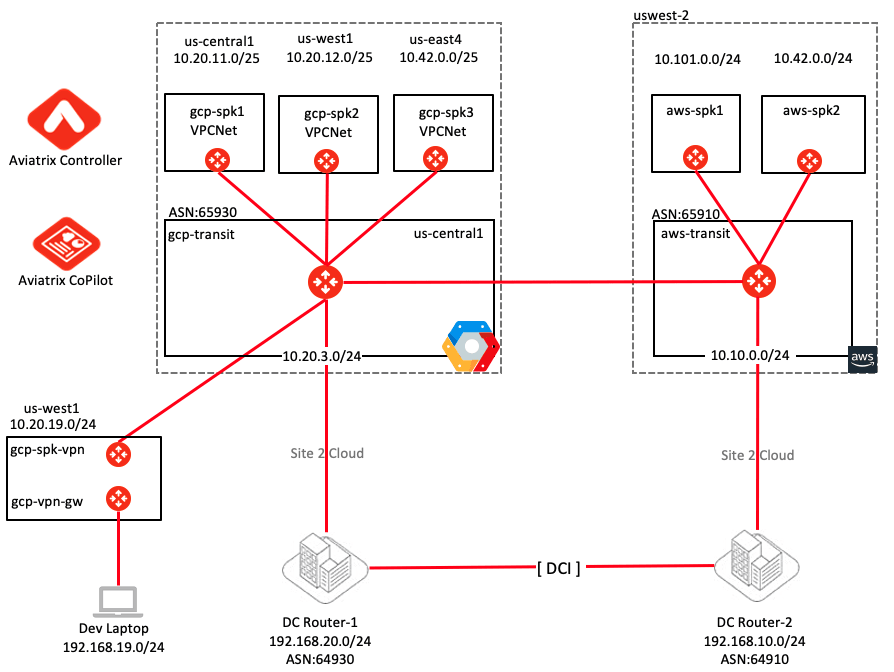 uswest-2
us-central1
10.20.11.0/25
us-west1
10.20.12.0/25
us-east4
10.42.0.0/25
10.101.0.0/24
10.42.0.0/24
gcp-spk1
VPCNet
gcp-spk2
VPCNet
gcp-spk3
VPCNet
aws-spk1
aws-spk2
Aviatrix Controller
ASN:65930
gcp-transit
us-central1
ASN:65910
aws-transit
Aviatrix CoPilot
10.20.3.0/24
10.10.0.0/24
aws
us-west1
10.20.19.0/24
gcp-spk-vpn
gcp-vpn-gw
Site 2 Cloud
Site 2 Cloud
[ DCI ]
Dev Laptop
192.168.19.0/24
DC Router-1
192.168.20.0/24
ASN:64930
DC Router-2
192.168.10.0/24
ASN:64910